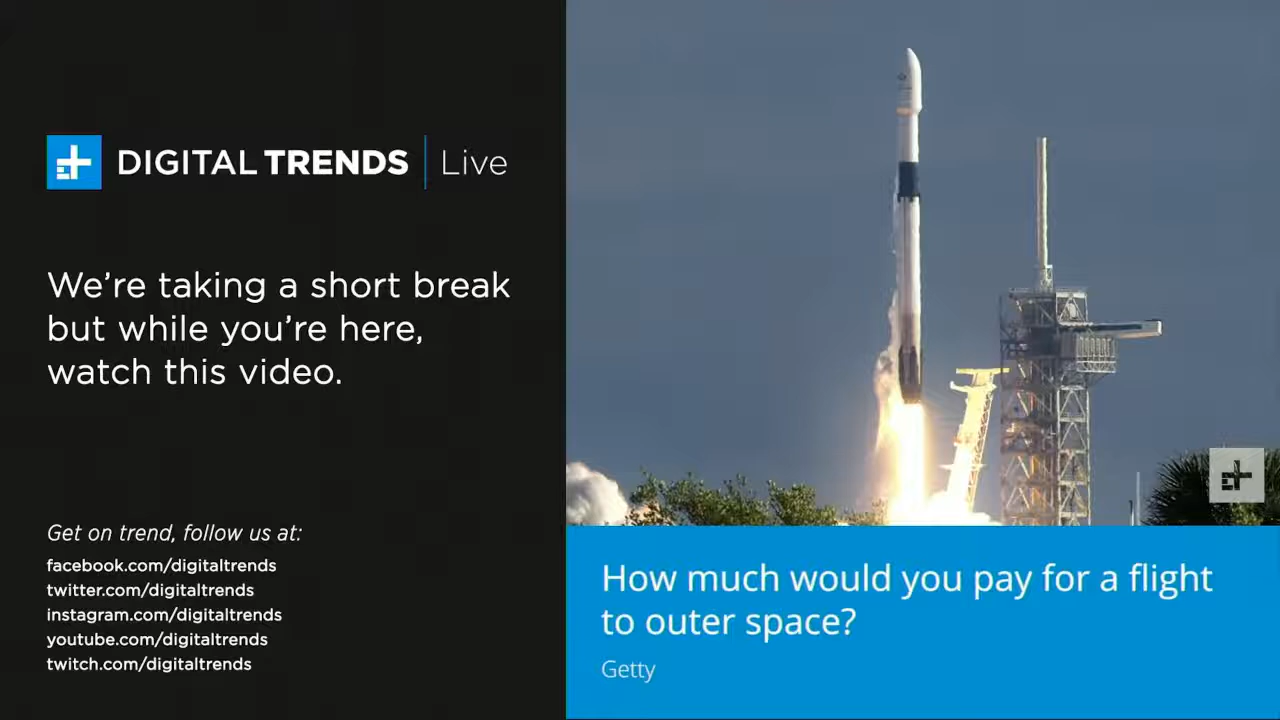 DIGITAL TRENDS Live
We're taking a short break
but while you're here,
watch this video.
Get on trend, follow us at:
facebook.com/digitaltrends
twitter.com/digitaltrends
instagram.com/digitaltrends
youtube.com/digitaltrends
twitch.com/digitaltrends
How much would you pay for a flight
to outer space?
Getty